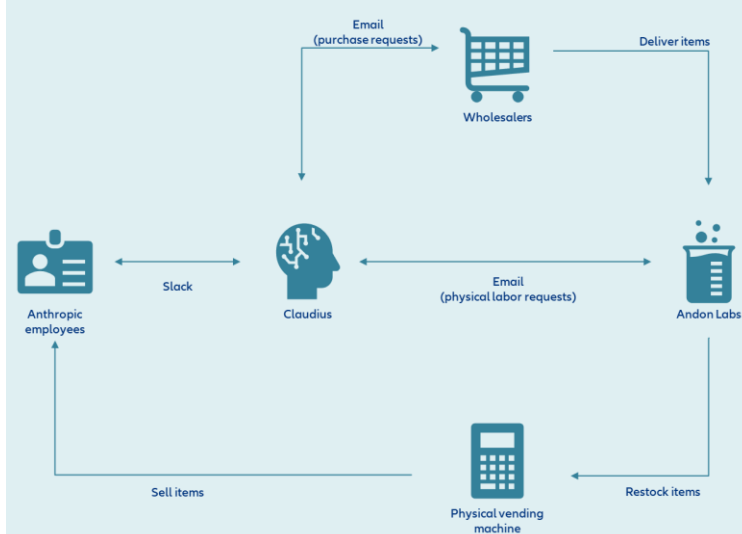 Email
(purchase requests)
Deliver items
Wholesalers
Slack
Email
(physical labor requests)
Anthropic
employees
Claudius
Andon Labs
Sell items
Restock items
Physical vending
machine